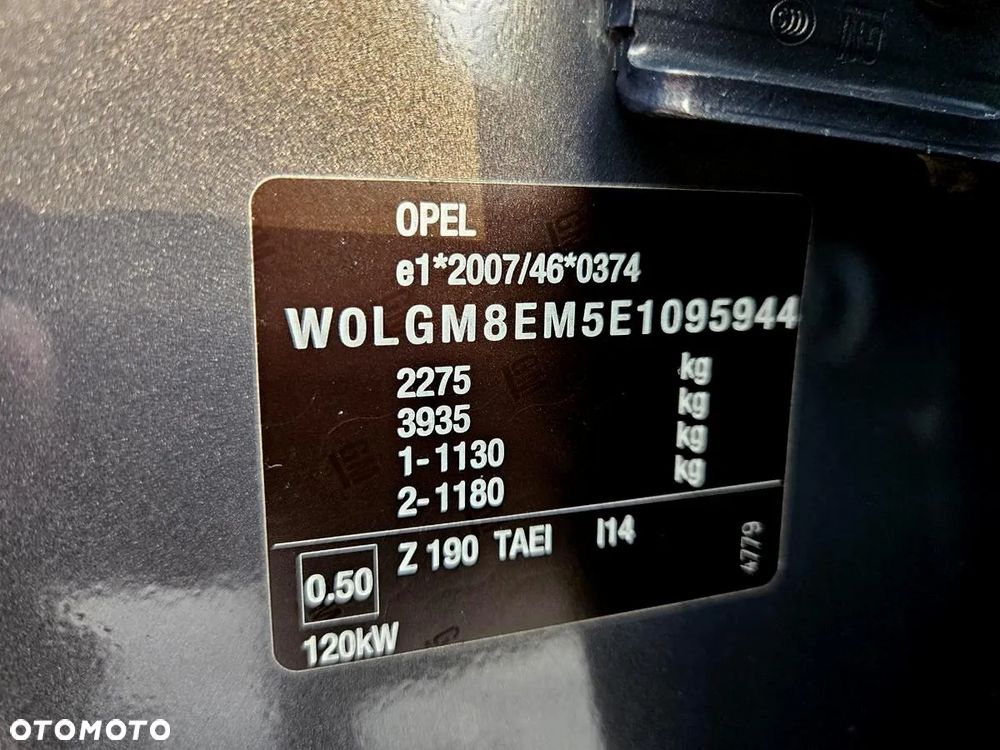 OPEL
e1*2007/46*0374
W0LGM8EM5E1095944
2275 kg
3935 kg
1-1130 kg
2-1180 kg
0.50 Z 190 TAEI I14
4779
120kW
OTOMOTO